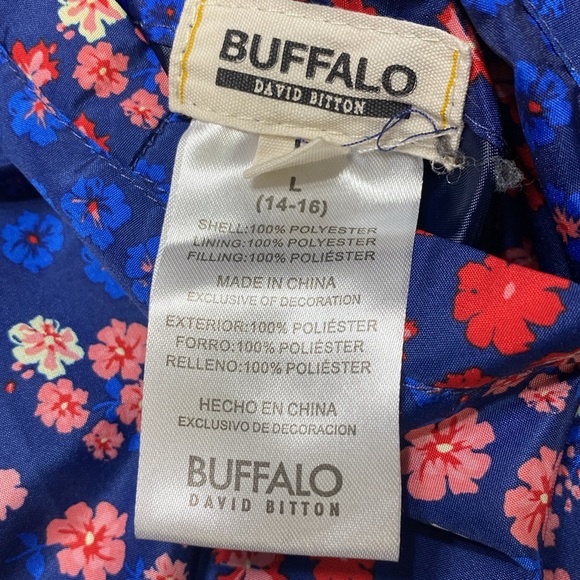 BUFFALO
DAVID BITTON
L
(14-16)
SHELL:100% POLYESTER
LINING:100% POLYESTER
FILLING:100% POLIÉSTER
MADE IN CHINA
EXCLUSIVE OF DECORATION
EXTERIOR:100% POLIÉSTER
FORRO:100% POLIÉSTER
RELLENO:100% POLIÉSTER
HECHO EN CHINA
EXCLUSIVO DE DECORACION
BUFFALO
DAVID BITTON